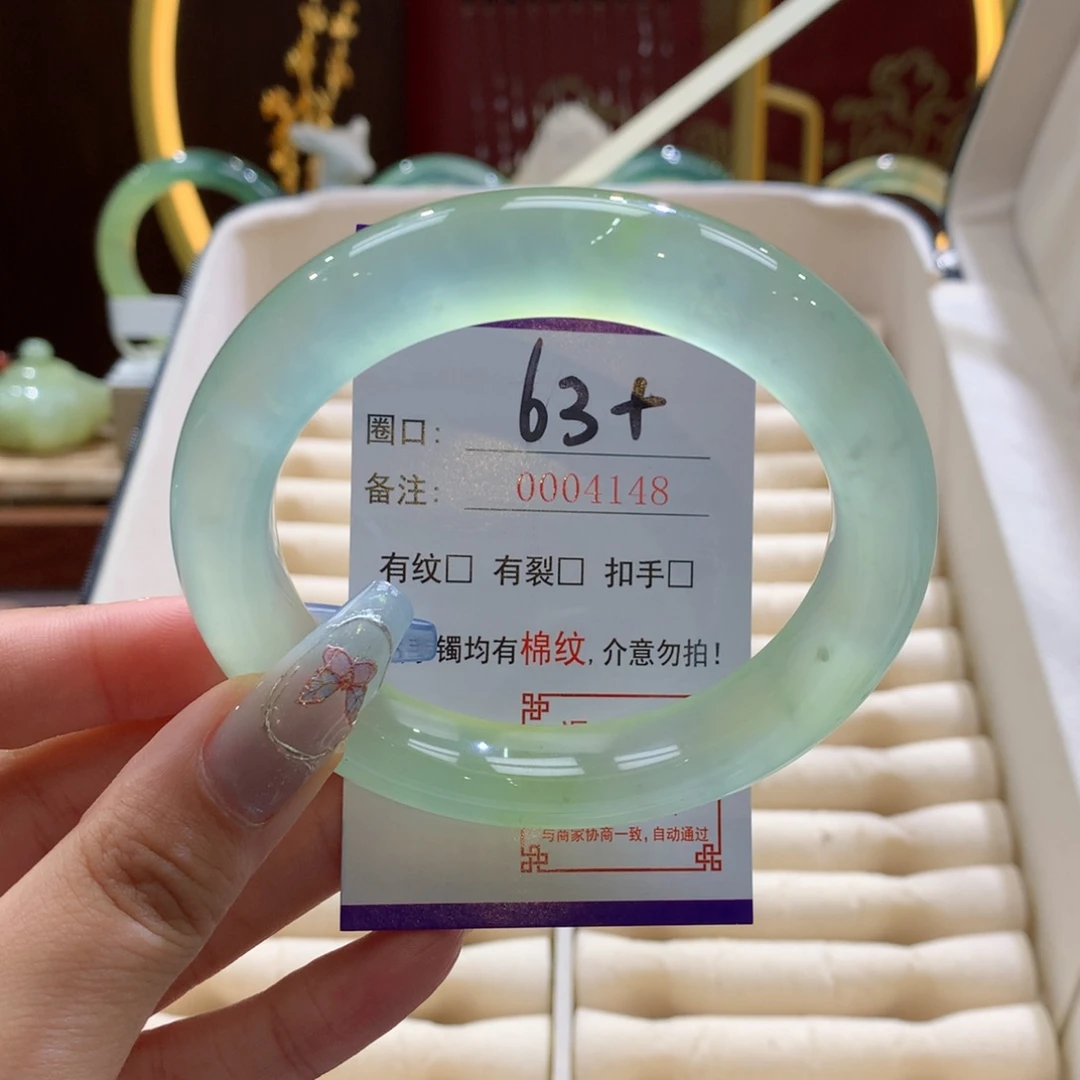 圈口: 63+
备注: 0004148
有纹□ 有裂□ 扣手□
镯均有棉纹, 介意勿拍!
与商家协商一致, 自动通过